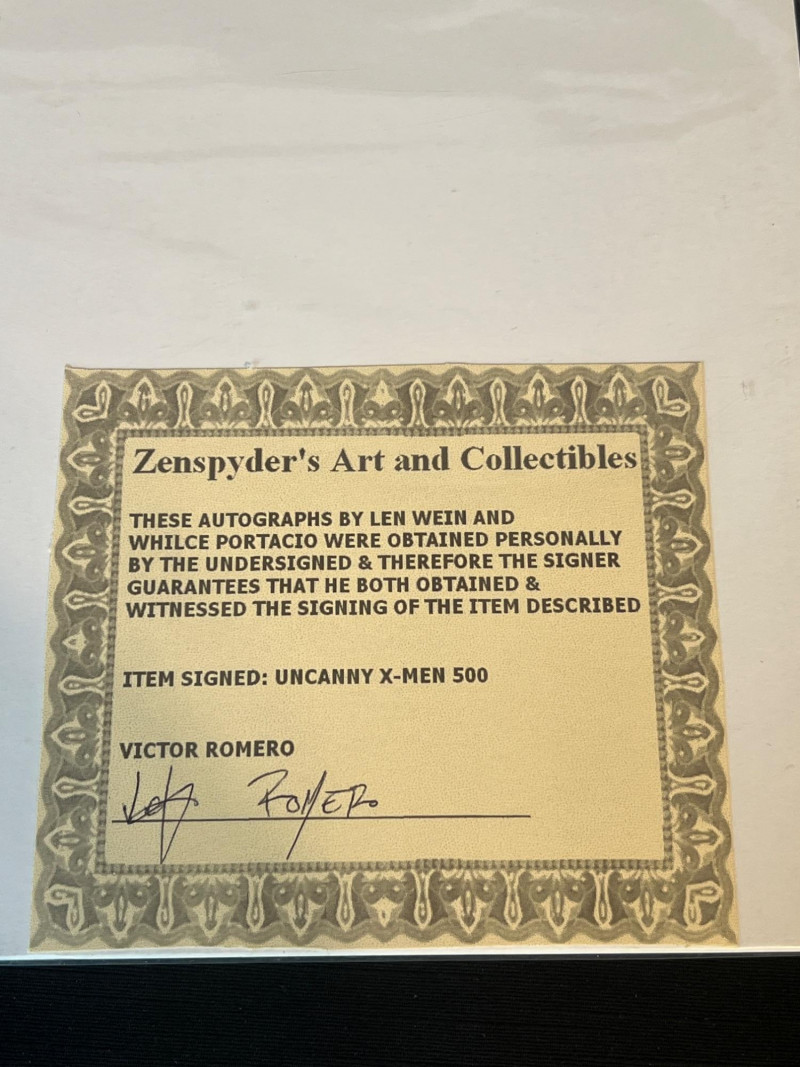 Zenspyder's Art and Collectibles
THESE AUTOGRAPHS BY LEN WEIN AND
WHILCE PORTACIO WERE OBTAINED PERSONALLY
BY THE UNDERSIGNED & THEREFORE THE SIGNER
GUARANTEES THAT HE BOTH OBTAINED &
WITNESSED THE SIGNING OF THE ITEM DESCRIBED
ITEM SIGNED: UNCANNY X-MEN 500
VICTOR ROMERO
ROMERO